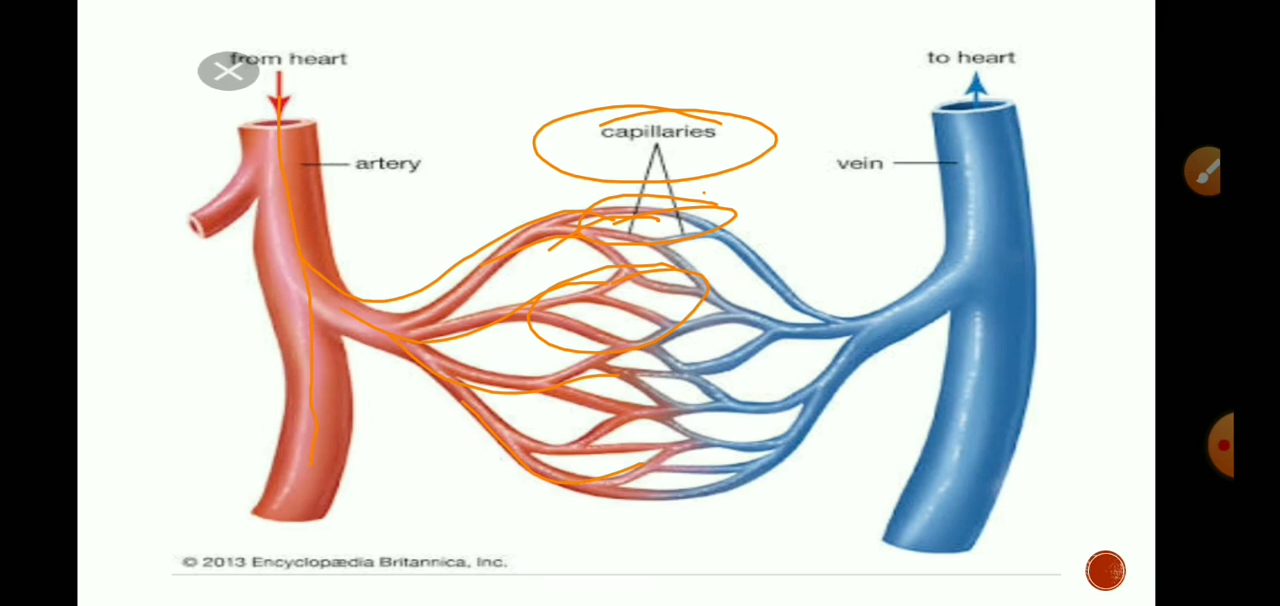 from heart
to heart
capillaries
artery
vein
© 2013 Encyclopædia Britannica, Inc.